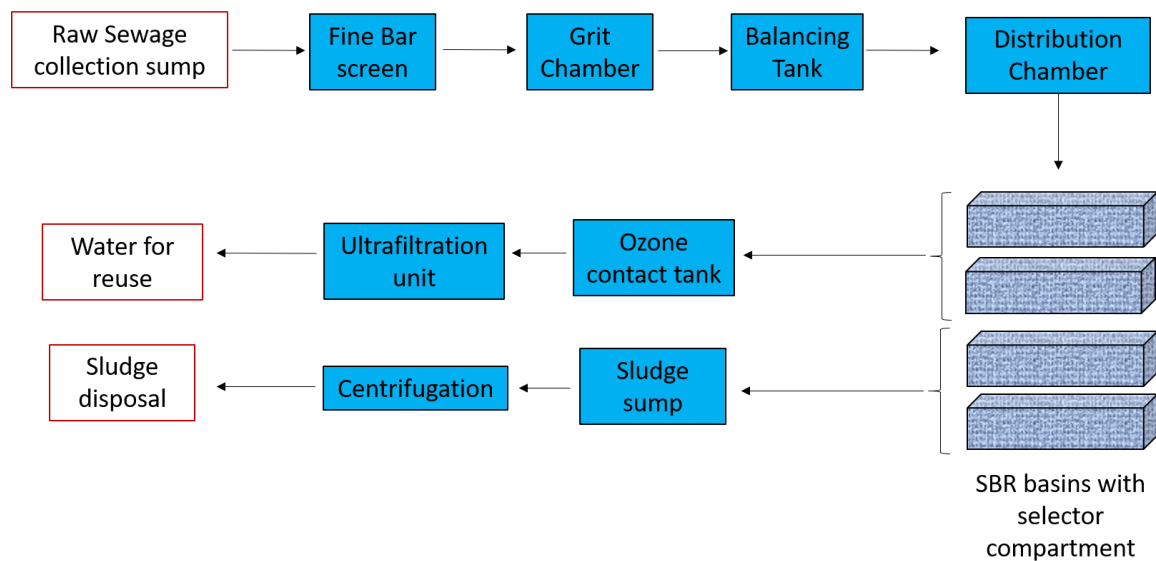 Raw Sewage
collection sump
Fine Bar
screen
Grit
Chamber
Balancing
Tank
Distribution
Chamber
Water for
reuse
Ultrafiltration
unit
Ozone
contact tank
Sludge
disposal
Centrifugation
Sludge
sump
SBR basins with
selector
compartment